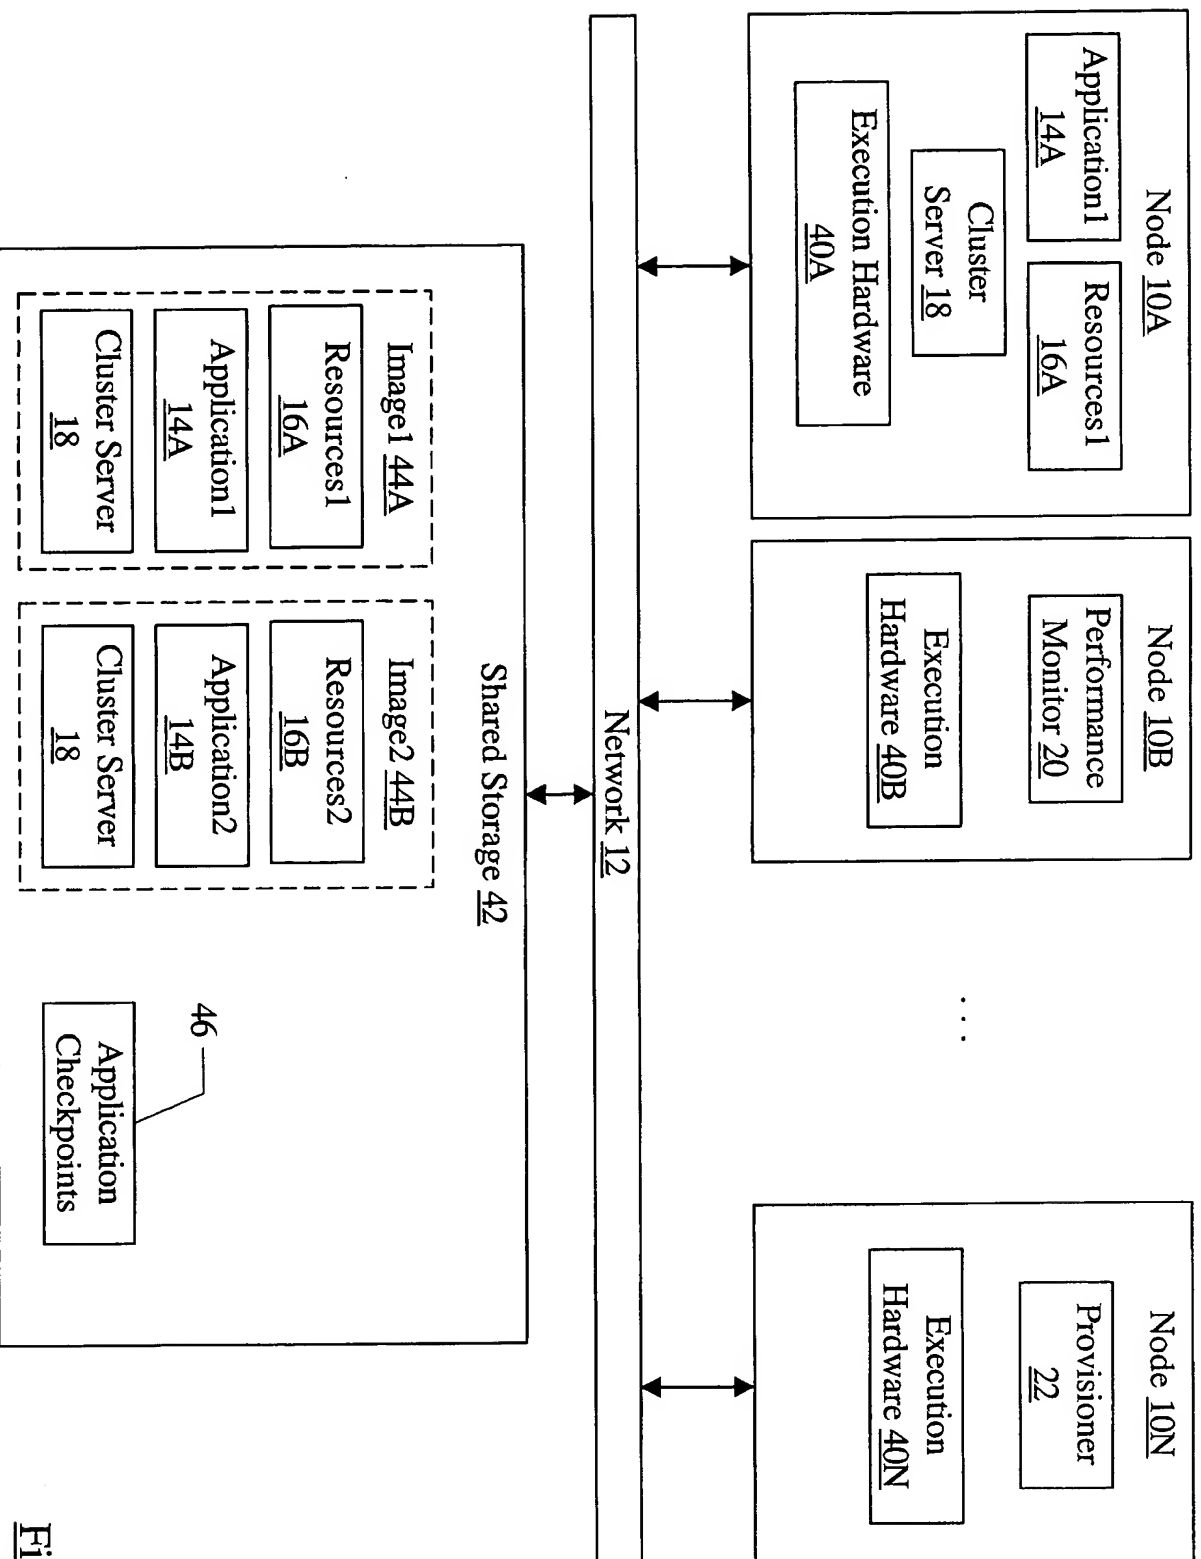 Node 10A
Application1
14A
Resources1
16A
Cluster
Server 18
Execution Hardware
40A
Node 10B
Performance
Monitor 20
Execution
Hardware 40B
. . .
Node 10N
Provisioner
22
Execution
Hardware 40N
Network 12
Shared Storage 42
Image1 44A
Resources1
16A
Application1
14A
Cluster Server
18
Image2 44B
Resources2
16B
Application2
14B
Cluster Server
18
46
Application
Checkpoints
Fi